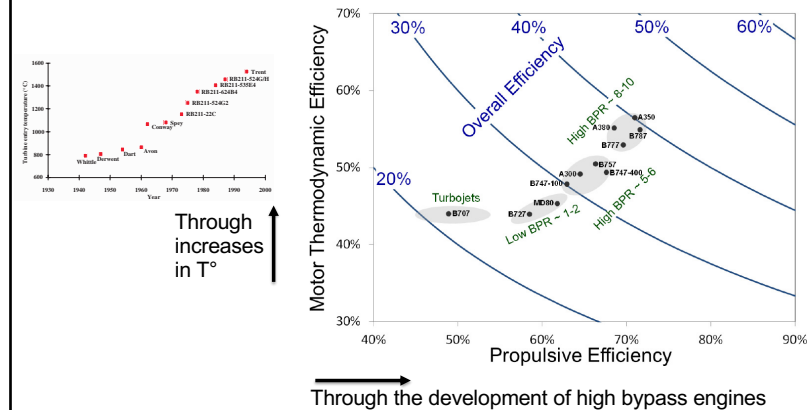 Turbine entry temperature (°C)
1600
1400
1200
1000
800
600
1930
1940
1950
1960
1970
1980
1990
2000
Year
Whittle
Derwent
Dart
Avon
Conway
Spey
RB211-22C
RB211-524G2
RB211-624B4
RB211-535E4
RB211-524G/H
Trent
Through
increases
in T°
Motor Thermodynamic Efficiency
70%
60%
50%
40%
30%
40%
50%
60%
70%
80%
90%
Propulsive Efficiency
20%
30%
40%
50%
60%
Overall Efficiency
Turbojets
B707
Low BPR ~ 1-2
B727
MD80
High BPR ~ 5-6
B747-100
A300
B757
B747-400
High BPR ~ 8-10
B777
A380
B787
A350
Through the development of high bypass engines